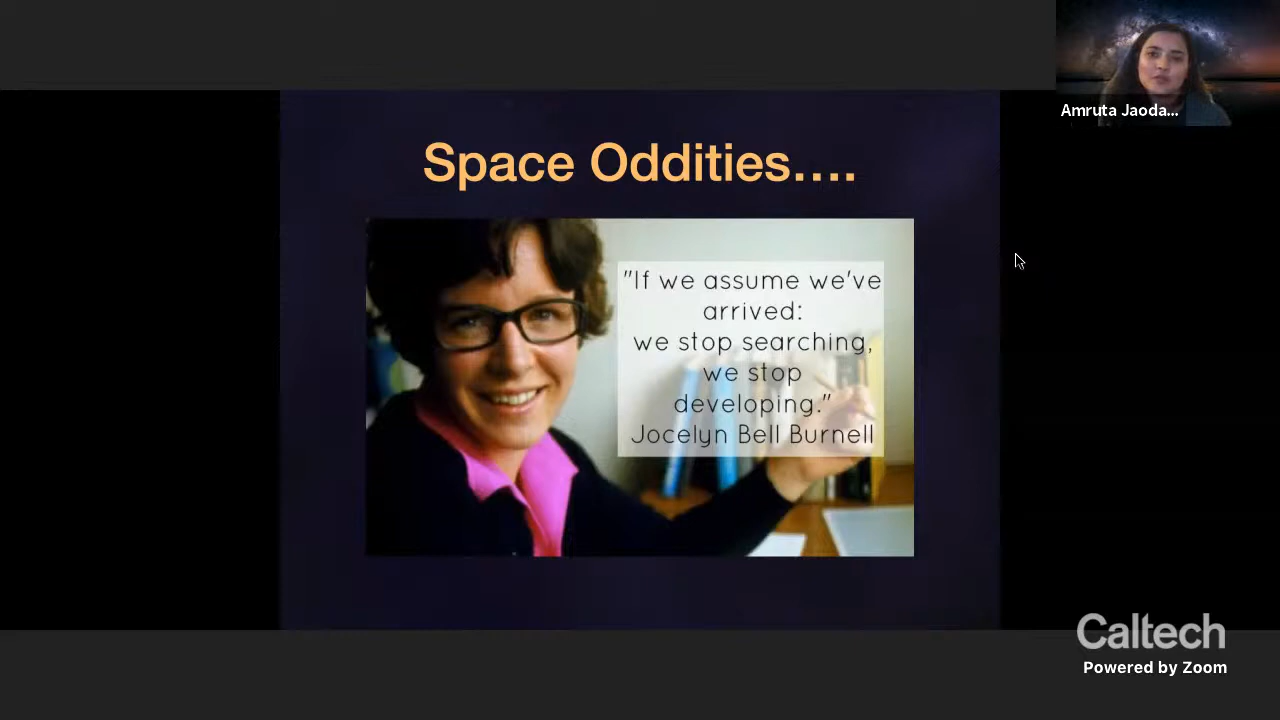 Amruta Jaoda...
Space Oddities....
"If we assume we've
arrived:
we stop searching,
we stop
developing."
Jocelyn Bell Burnell
Caltech
Powered by Zoom